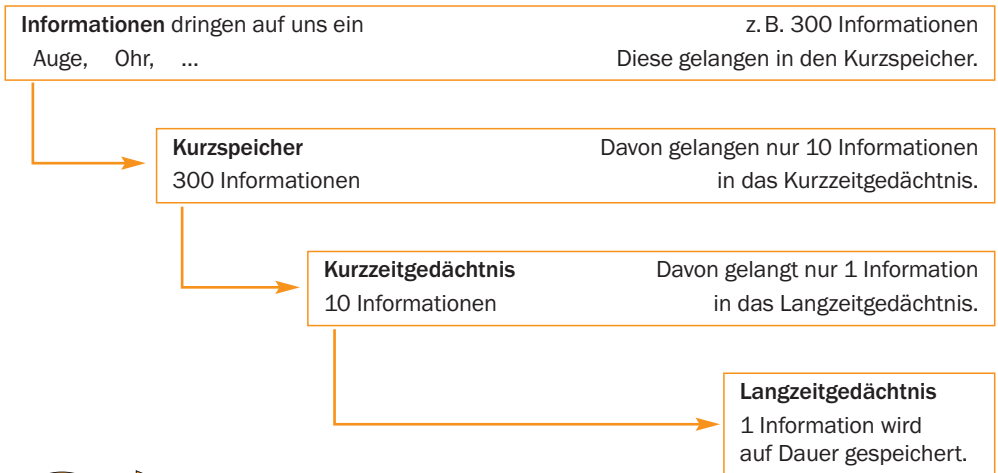 Informationen dringen auf uns ein z. B. 300 Informationen
Auge, Ohr, ... Diese gelangen in den Kurzspeicher.
Kurzspeicher Davon gelangen nur 10 Informationen
300 Informationen in das Kurzzeitgedächtnis.
Kurzzeitgedächtnis Davon gelangt nur 1 Information
10 Informationen in das Langzeitgedächtnis.
Langzeitgedächtnis
1 Information wird
auf Dauer gespeichert.